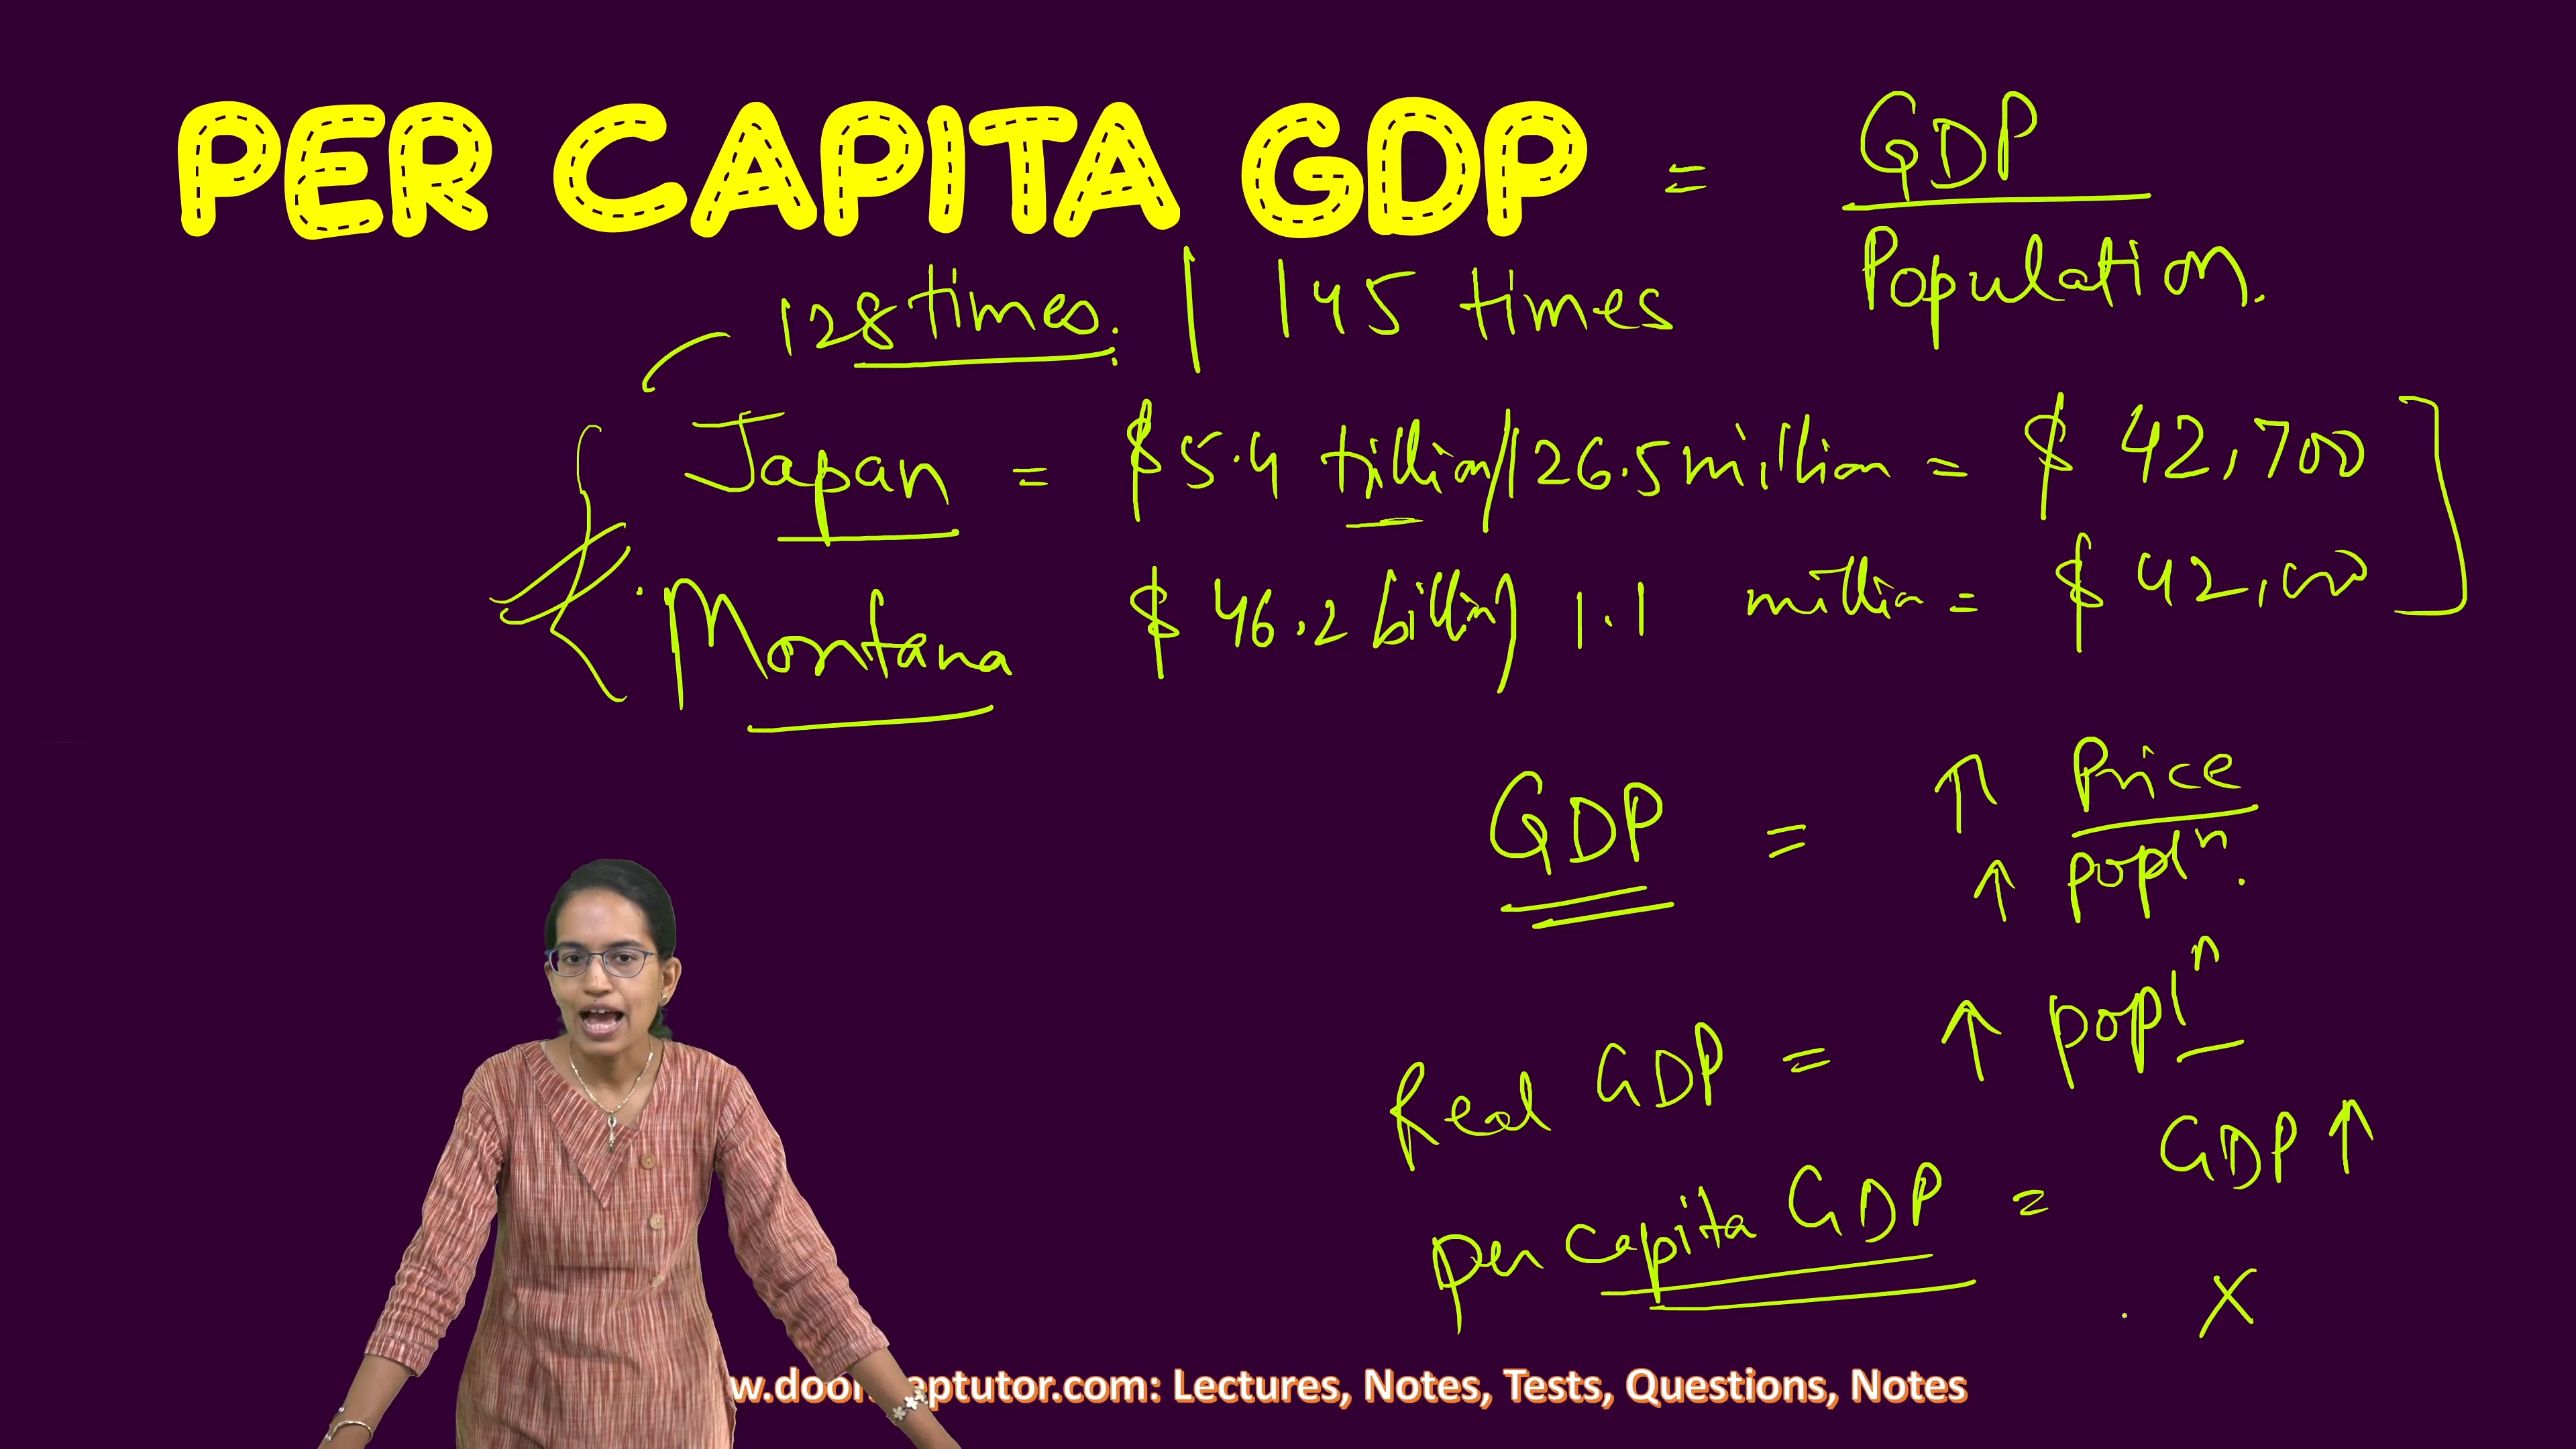 PER CAPITA GDP = GDP / Population.
128 times. | 145 times
Japan = $5.4 trillion/126.5 million = $ 42,700
Montana $ 46.2 billion/ 1.1 million = $ 42,000
GDP = ↑ Price / ↑ popln.
Real GDP = ↑ popln
GDP ↑
per capita GDP =
x
w.door eptutor.com: Lectures, Notes, Tests, Questions, Notes